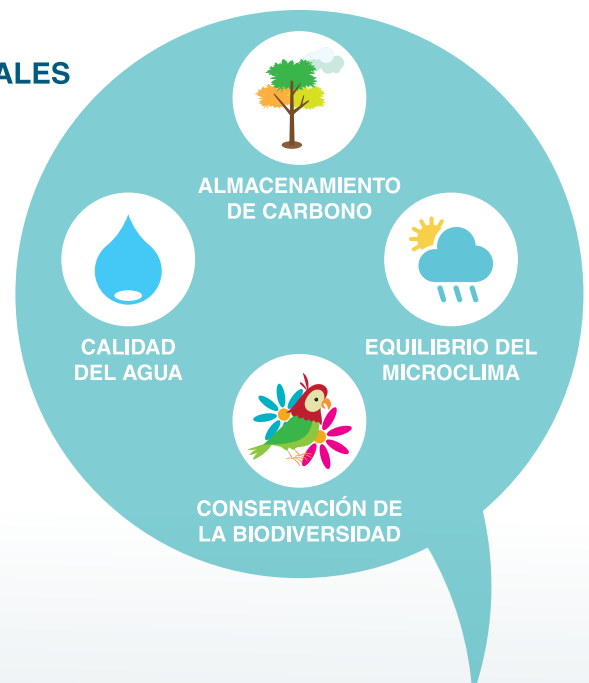 ALES
ALMACENAMIENTO
DE CARBONO
CALIDAD
DEL AGUA
EQUILIBRIO DEL
MICROCLIMA
CONSERVACIÓN DE
LA BIODIVERSIDAD